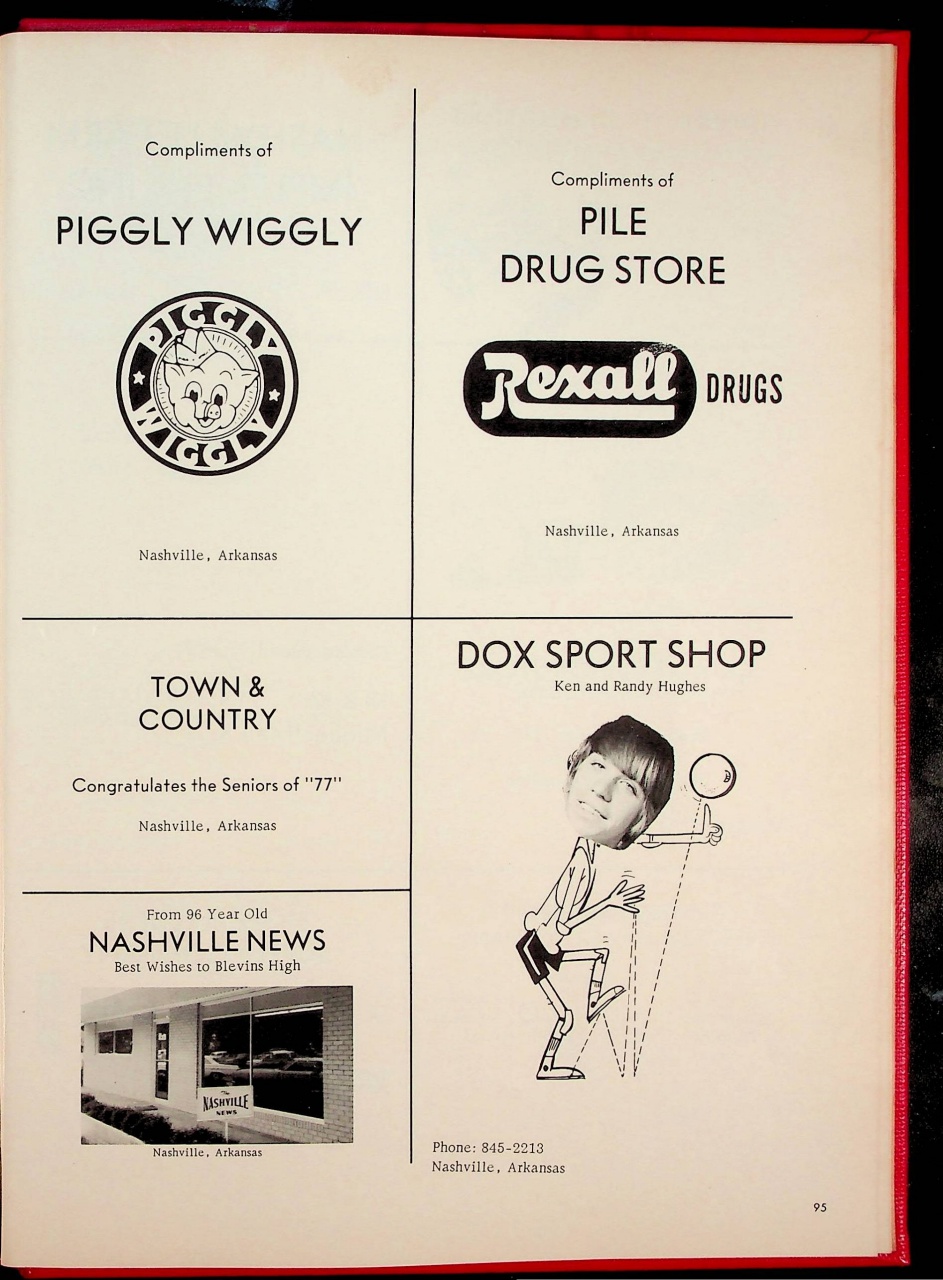 Compliments of
PIGGLY WIGGLY
PIGGLY
WIGGLY
Nashville, Arkansas
Compliments of
PILE
DRUG STORE
Rexall DRUGS
Nashville, Arkansas
TOWN &
COUNTRY
Congratulates the Seniors of "77"
Nashville, Arkansas
From 96 Year Old
NASHVILLE NEWS
Best Wishes to Blevins High
The
NASHVILLE
NEWS
Nashville, Arkansas
DOX SPORT SHOP
Ken and Randy Hughes
Phone: 845-2213
Nashville, Arkansas
95